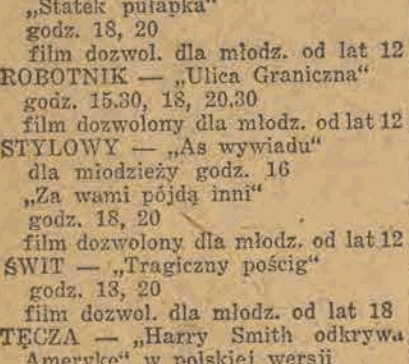 „Statek pułapka“
godz. 18, 20
film dozwol. dla młodz. od lat 12
ROBOTNIK — „Ulica Graniczna“
godz. 15.30, 18, 20.30
film dozwolony dla młodz. od lat 12
STYLOWY — „As wywiadu“
dla miodzieży godz. 16
„Za wami pójdą inni“
godz. 18, 20
film dozwolony dla młodz. od lat 12
ŚWIT — „Tragiczny pościg“
godz. 18, 20
film dozwol. dla młodz. od lat 18
TĘCZA — „Harry Smith odkrywa
Amerykę“ w polskiej wersji